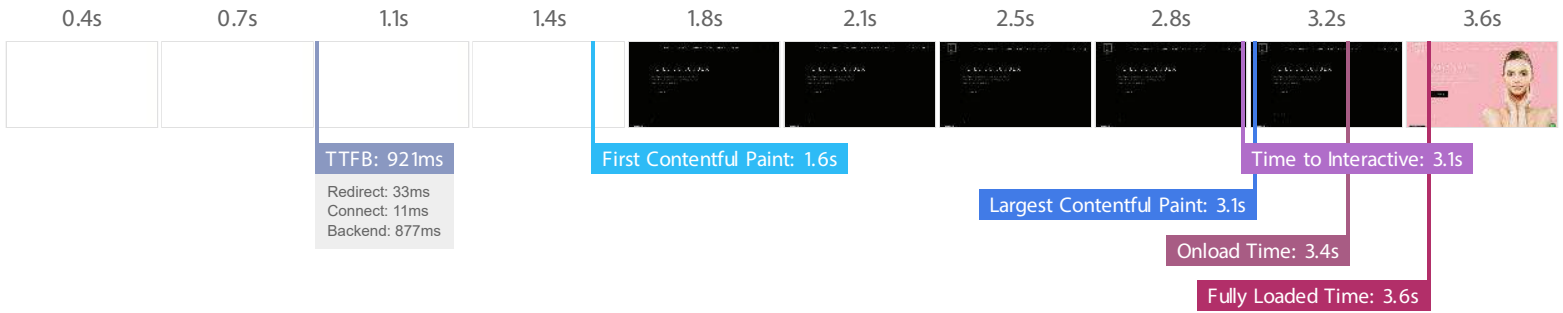 0.4s 0.7s 1.1s 1.4s 1.8s 2.1s 2.5s 2.8s 3.2s 3.6s
TTFB: 921ms
Redirect: 33ms
Connect: 11ms
Backend: 877ms
First Contentful Paint: 1.6s
Time to Interactive: 3.1s
Largest Contentful Paint: 3.1s
Onload Time: 3.4s
Fully Loaded Time: 3.6s